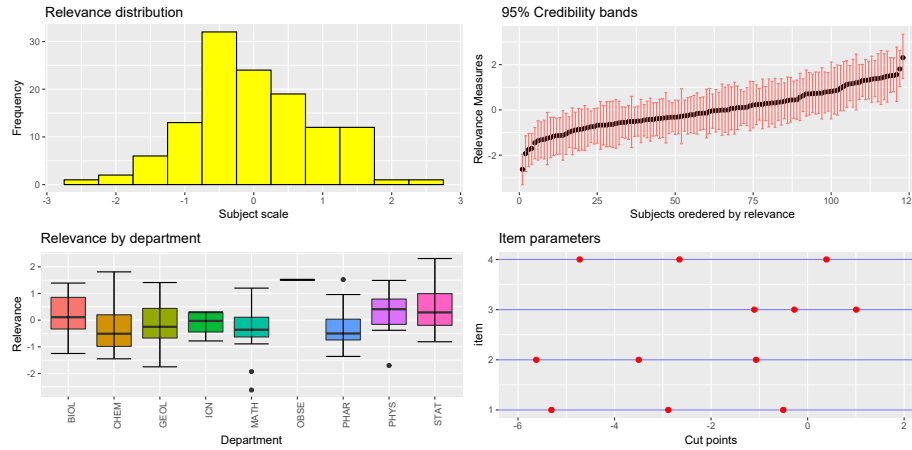 Relevance distribution
Frequency
30
20
10
0
-3 -2 -1 0 1 2 3
Subject scale
95% Credibility bands
Relevance Measures
2
0
-2
0 25 50 75 100 125
Subjects oredered by relevance
Relevance by department
Relevance
2
1
0
-1
-2
BIOL CHEM GEOL ICN MATH OBSE PHAR PHYS STAT
Department
Item parameters
item
4
3
2
1
-6 -4 -2 0 2
Cut points